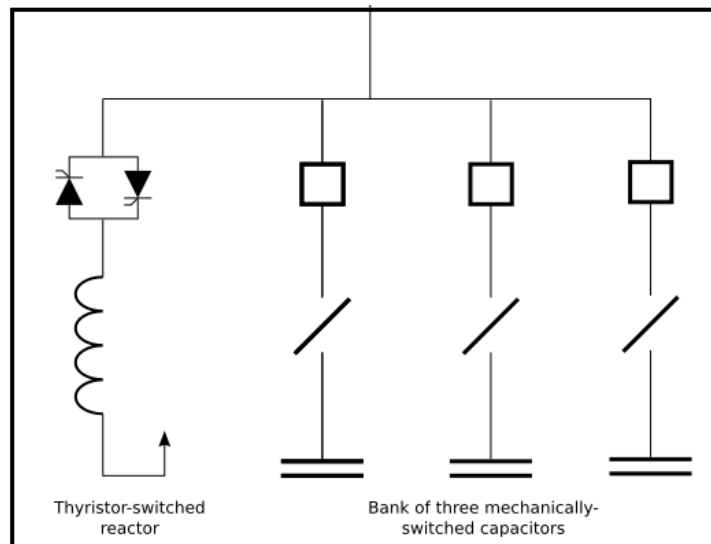 Thyristor-switched
reactor
Bank of three mechanically-
switched capacitors